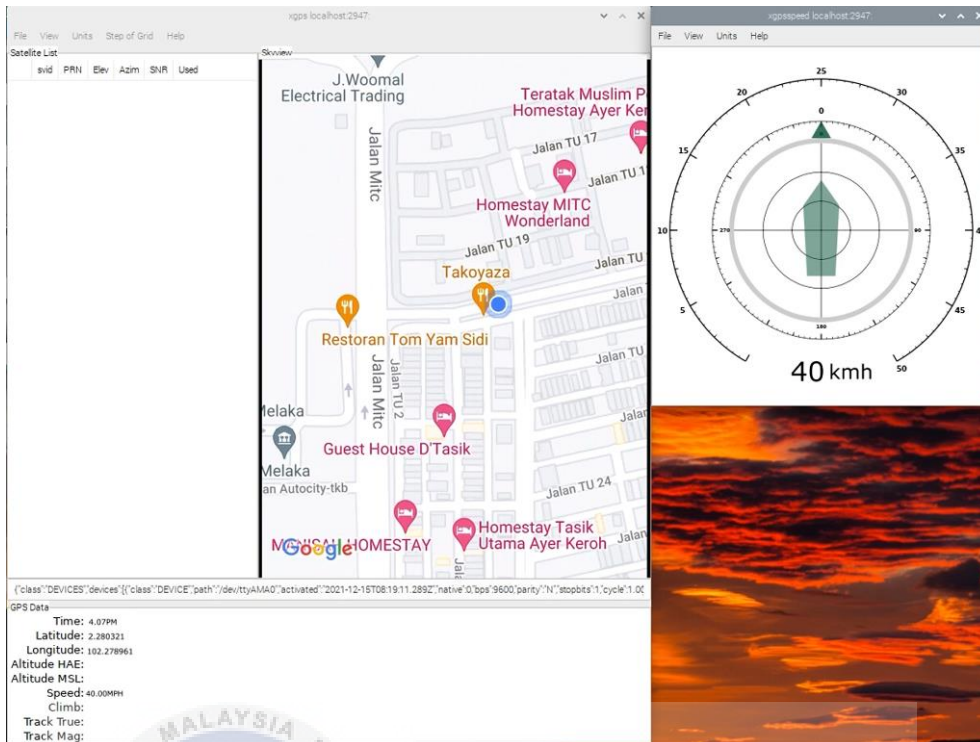 xgps localhost:2947:
File View Units Step of Grid Help
Satellite List
svid PRN Elev Azim SNR Used
Skyview
J.Woomal
Electrical Trading
Teratak Muslim
Homestay Ayer
Jalan TU 17
Jalan Mitc
Homestay MITC
Wonderland
Jalan TU 19
Jalan TU
Takoyaza
Restoran Tom Yam Sidi
Jalan Mitc
Jalan TU 2
Melaka
Guest House D'Tasik
Melaka
an Autocity-tkb
Jalan TU 24
HOMESTAY
Homestay Tasik
Utama Ayer Keroh
Google
{"class":"DEVICES","devices":[{"class":"DEVICE","path":"/dev/ttyAMA0","activated":"2021-12-15T08:19:11.289Z","native":0,"bps":9600,"parity":"N","stopbits":1,"cycle":1.00
GPS Data
Time: 4.07PM
Latitude: 2.280321
Longitude: 102.278961
Altitude HAE:
Altitude MSL:
Speed: 40.00MPH
Climb:
Track True:
Track Mag:
MALAYSIA
xgpsspeed localhost:2947:
File View Units Help
25
20 30
0
15 35
10 270 90
5 45
180
40 kmh
50